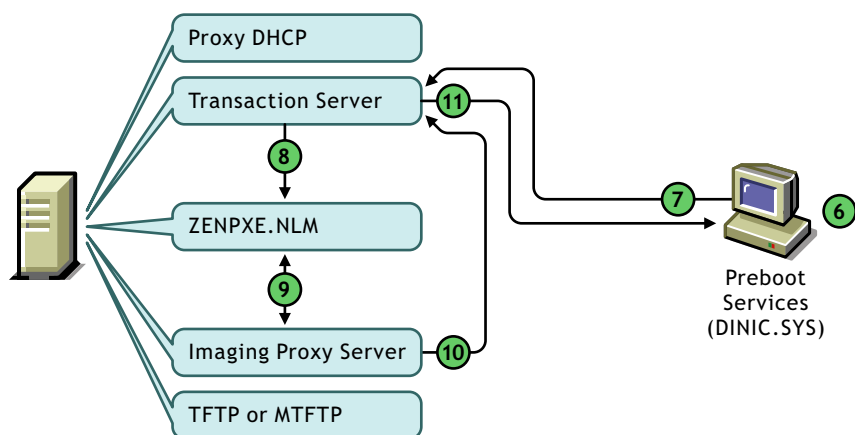 Proxy DHCP
Transaction Server
11
8
7
6
ZENPXE.NLM
9
Preboot
Services
(DINIC.SYS)
Imaging Proxy Server
10
TFTP or MTFTP